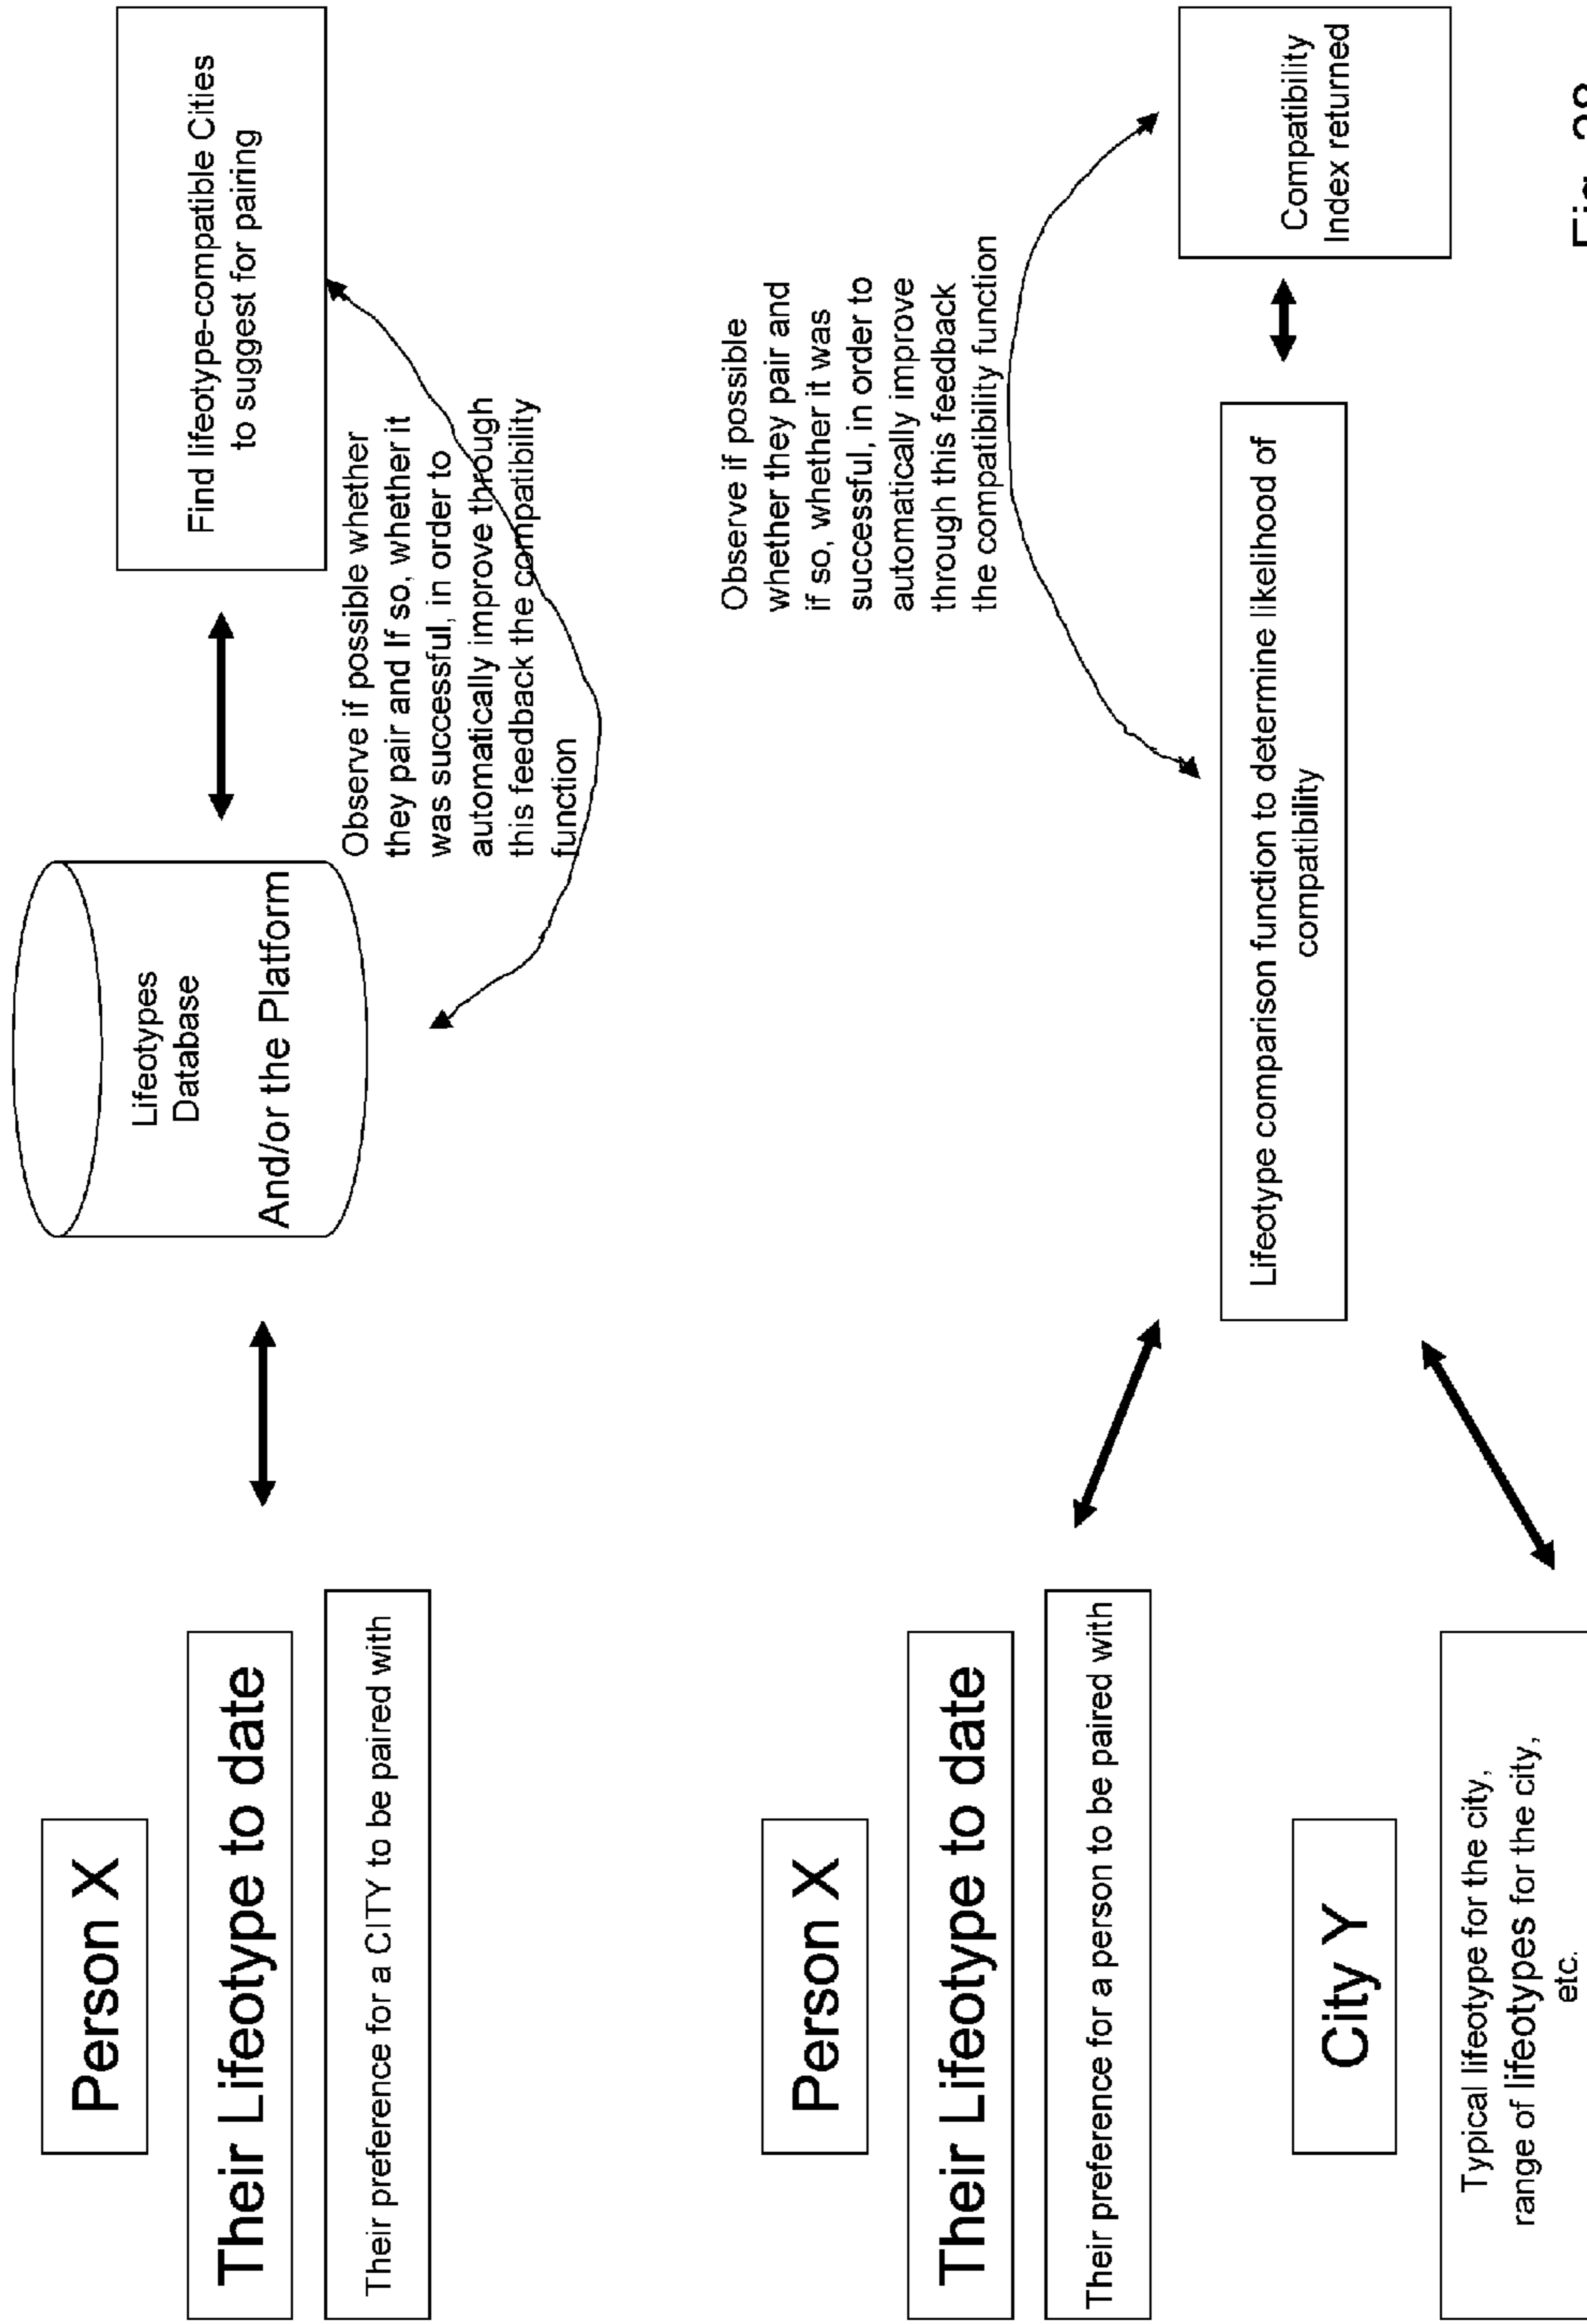 Person X
Their Lifeotype to date
Their preference for a CITY to be paired with
Lifeotypes
Database
And/or the Platform
Find lifeotype-compatible Cities
to suggest for pairing
Observe if possible whether
they pair and If so, whether it
was successful, in order to
automatically improve through
this feedback the compatibility
function
Person X
Their Lifeotype to date
Their preference for a person to be paired with
City Y
Typical lifeotype for the city,
range of lifeotypes for the city,
etc.
Lifeotype comparison function to determine likelihood of
compatibility
Observe if possible
whether they pair and
if so, whether it was
successful, in order to
automatically improve
through this feedback
the compatibility function
Compatibility
Index returned